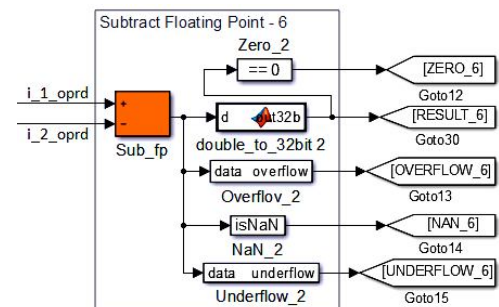 Subtract Floating Point - 6
Zero_2
== 0
[ZERO_6]
Goto12
i_1_oprd
+
d
out32b
[RESULT_6]
Goto30
i_2_oprd
−
Sub_fp
double_to_32bit 2
data overflow
[OVERFLOW_6]
Overflov_2
Goto13
isNaN
[NAN_6]
NaN_2
Goto14
data underflow
[UNDERFLOW_6]
Underflow_2
Goto15